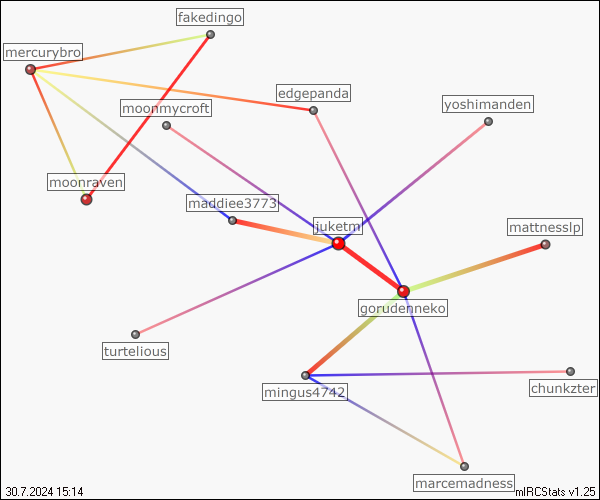 fakedingo
mercurybro
edgepanda
moonmycroft
yoshimanden
moonraven
maddiee3773
juketm
mattnesslp
gorudenneko
turtelious
mingus4742
chunkzter
marcemadness
30.7.2024 15:14
mIRCStats v1.25